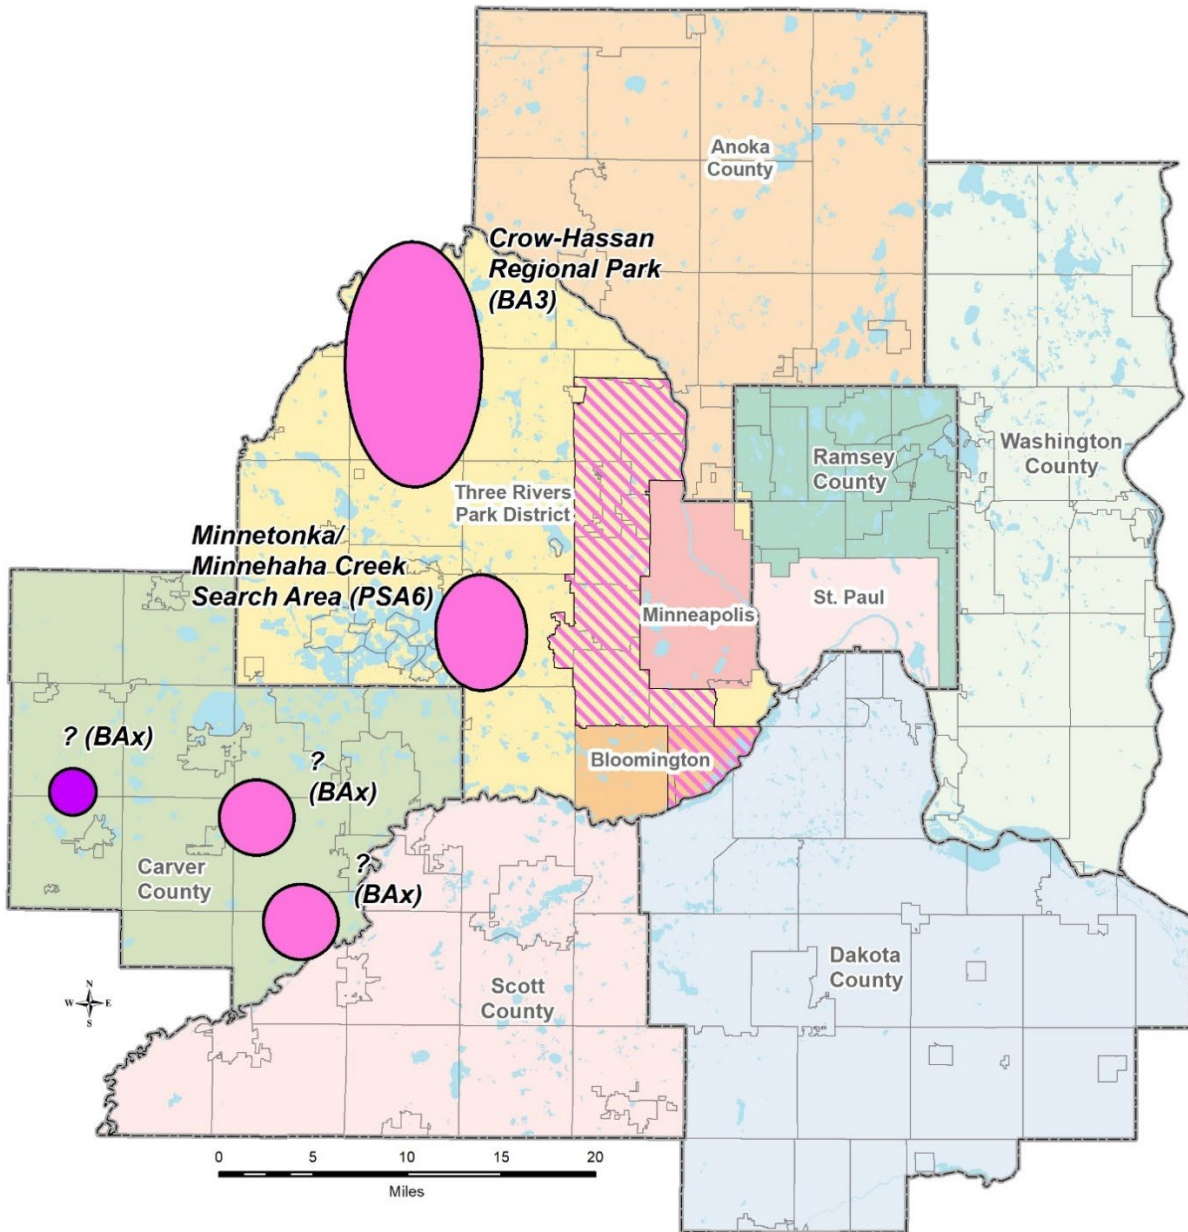 Anoka
County
Crow-Hassan
Regional Park
(BA3)
Washington
County
Ramsey
County
Three Rivers
Park District
Minnetonka/
Minnehaha Creek
Search Area (PSA6)
Minneapolis
St. Paul
? (BAx)
?
(BAx)
Bloomington
Carver
County
?
(BAx)
Dakota
County
Scott
County
N
W E
S
0 5 10 15 20
Miles